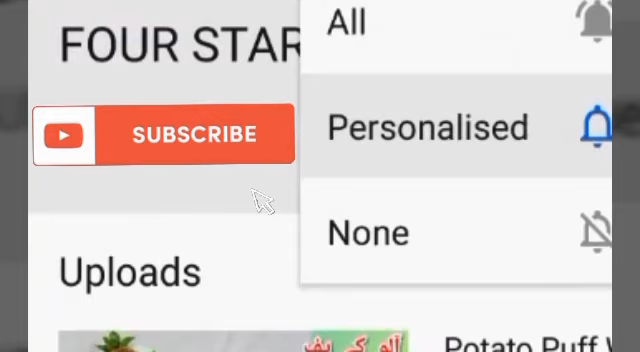 FOUR STAR
All
SUBSCRIBE
Personalised
None
Uploads
آلو کے پف
Potato Puff